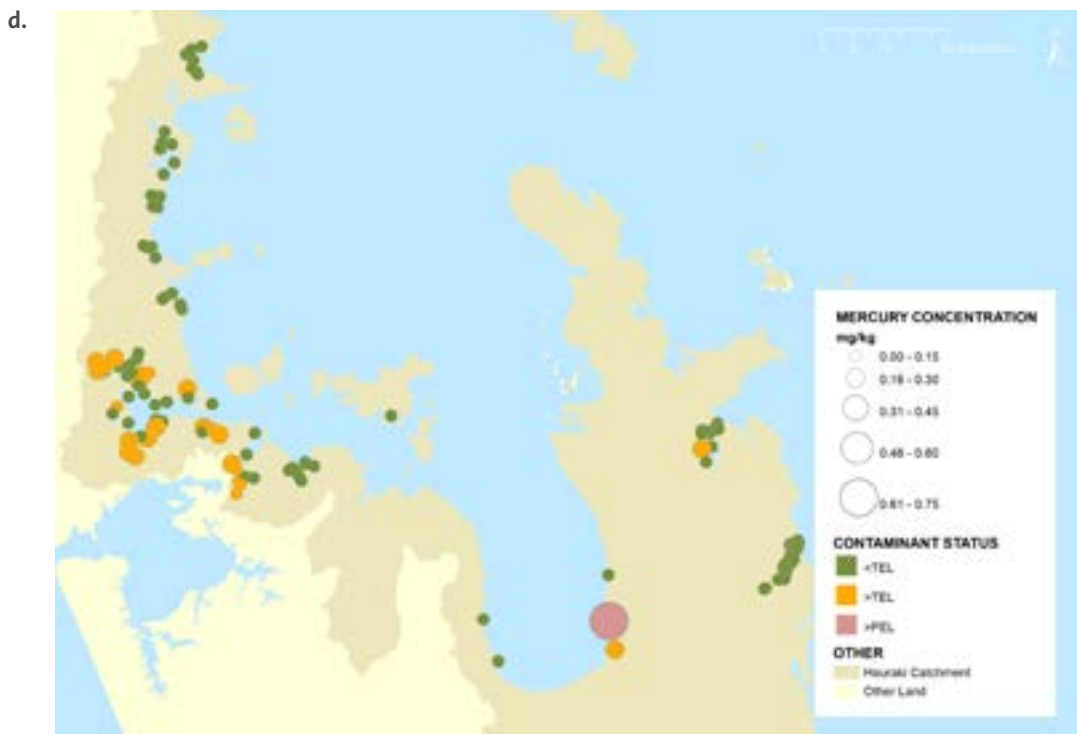 d.
MERCURY CONCENTRATION
mg/kg
0.00 - 0.15
0.16 - 0.30
0.31 - 0.45
0.46 - 0.60
0.61 - 0.75
CONTAMINANT STATUS
<TEL
>TEL
>PEL
OTHER
Hauraki Catchment
Other Land